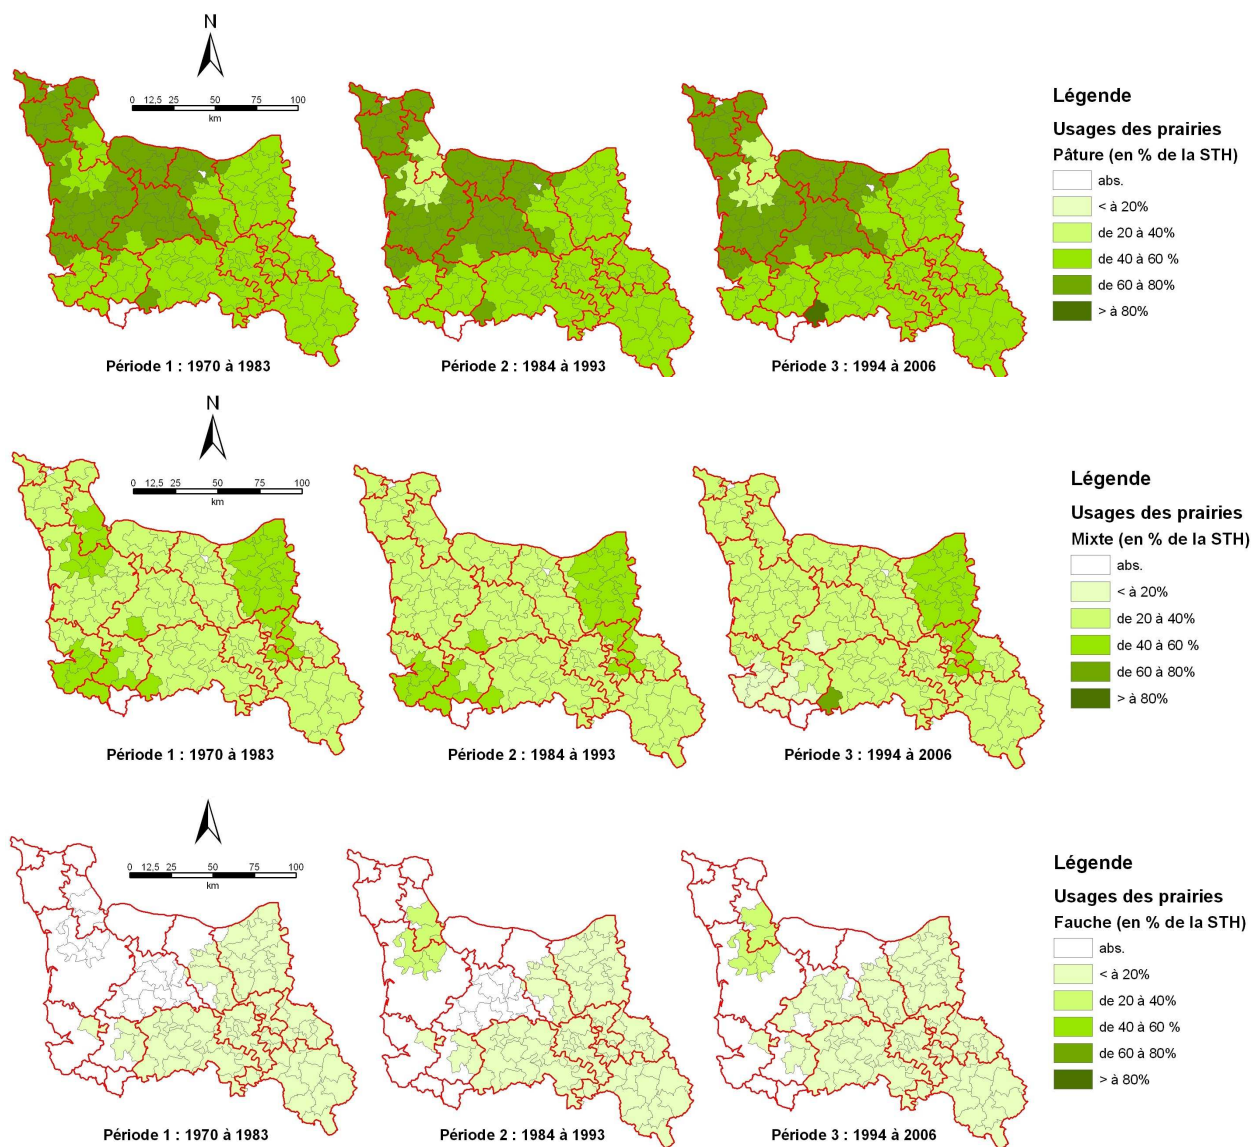 N
0 12,5 25 50 75 100
km
Période 1 : 1970 à 1983
Période 2 : 1984 à 1993
Période 3 : 1994 à 2006
Légende
Usages des prairies
Pâture (en % de la STH)
abs.
< à 20%
de 20 à 40%
de 40 à 60 %
de 60 à 80%
> à 80%
N
0 12,5 25 50 75 100
km
Période 1 : 1970 à 1983
Période 2 : 1984 à 1993
Période 3 : 1994 à 2006
Légende
Usages des prairies
Mixte (en % de la STH)
abs.
< à 20%
de 20 à 40%
de 40 à 60 %
de 60 à 80%
> à 80%
0 12,5 25 50 75 100
km
Période 1 : 1970 à 1983
Période 2 : 1984 à 1993
Période 3 : 1994 à 2006
Légende
Usages des prairies
Fauche (en % de la STH)
abs.
< à 20%
de 20 à 40%
de 40 à 60 %
de 60 à 80%
> à 80%